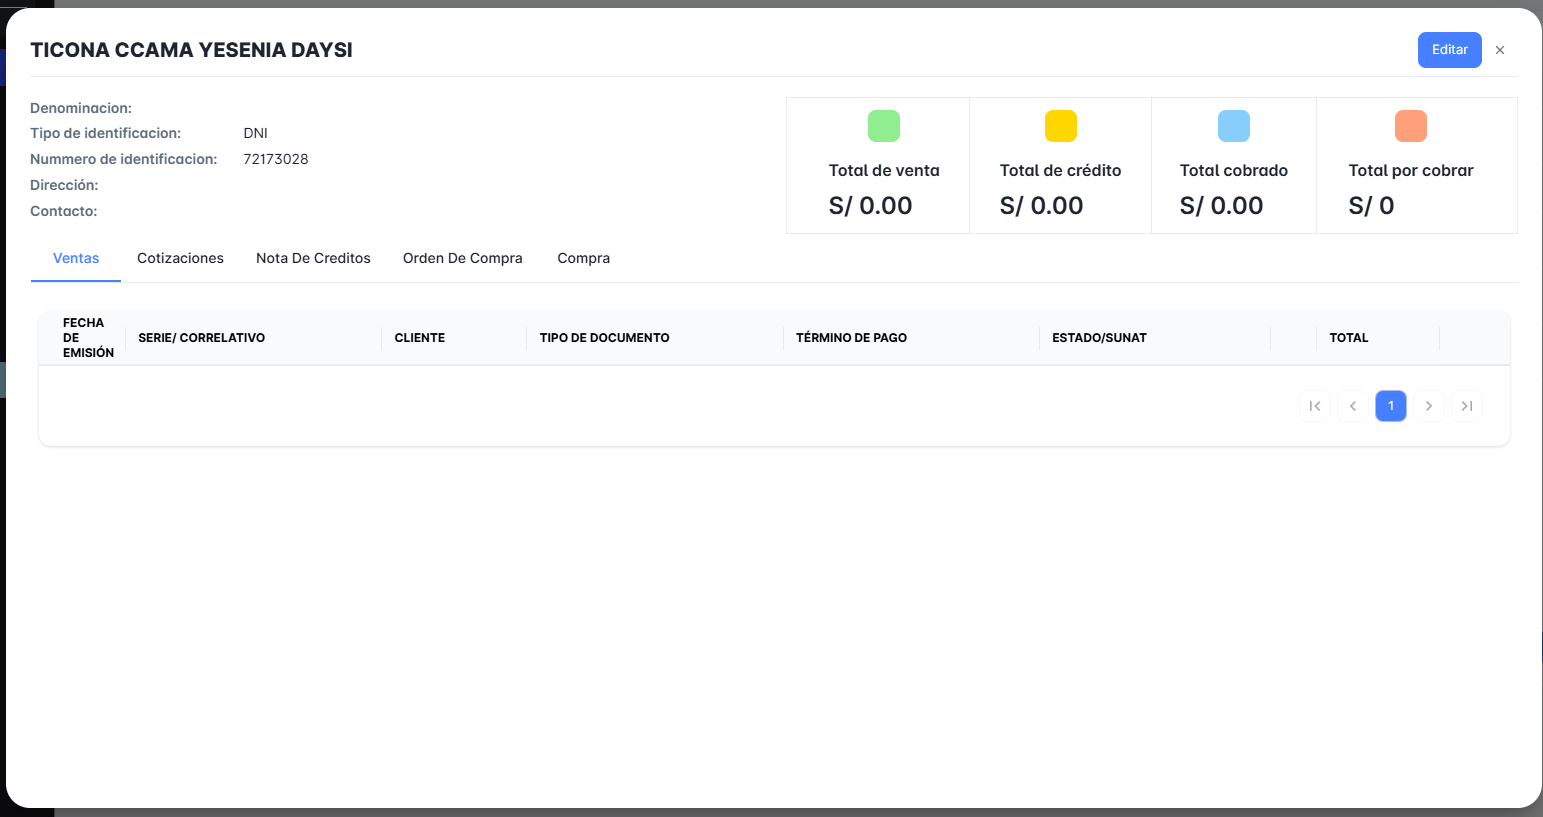 TICONA CCAMA YESENIA DAYSI
Editar
Denominacion:
Tipo de identificacion: DNI
Nummero de identificacion: 72173028
Dirección:
Contacto:
Total de venta
S/ 0.00
Total de crédito
S/ 0.00
Total cobrado
S/ 0.00
Total por cobrar
S/ 0
Ventas Cotizaciones Nota De Creditos Orden De Compra Compra
FECHA
DE
EMISIÓN
SERIE/ CORRELATIVO
CLIENTE
TIPO DE DOCUMENTO
TÉRMINO DE PAGO
ESTADO/SUNAT
TOTAL
1